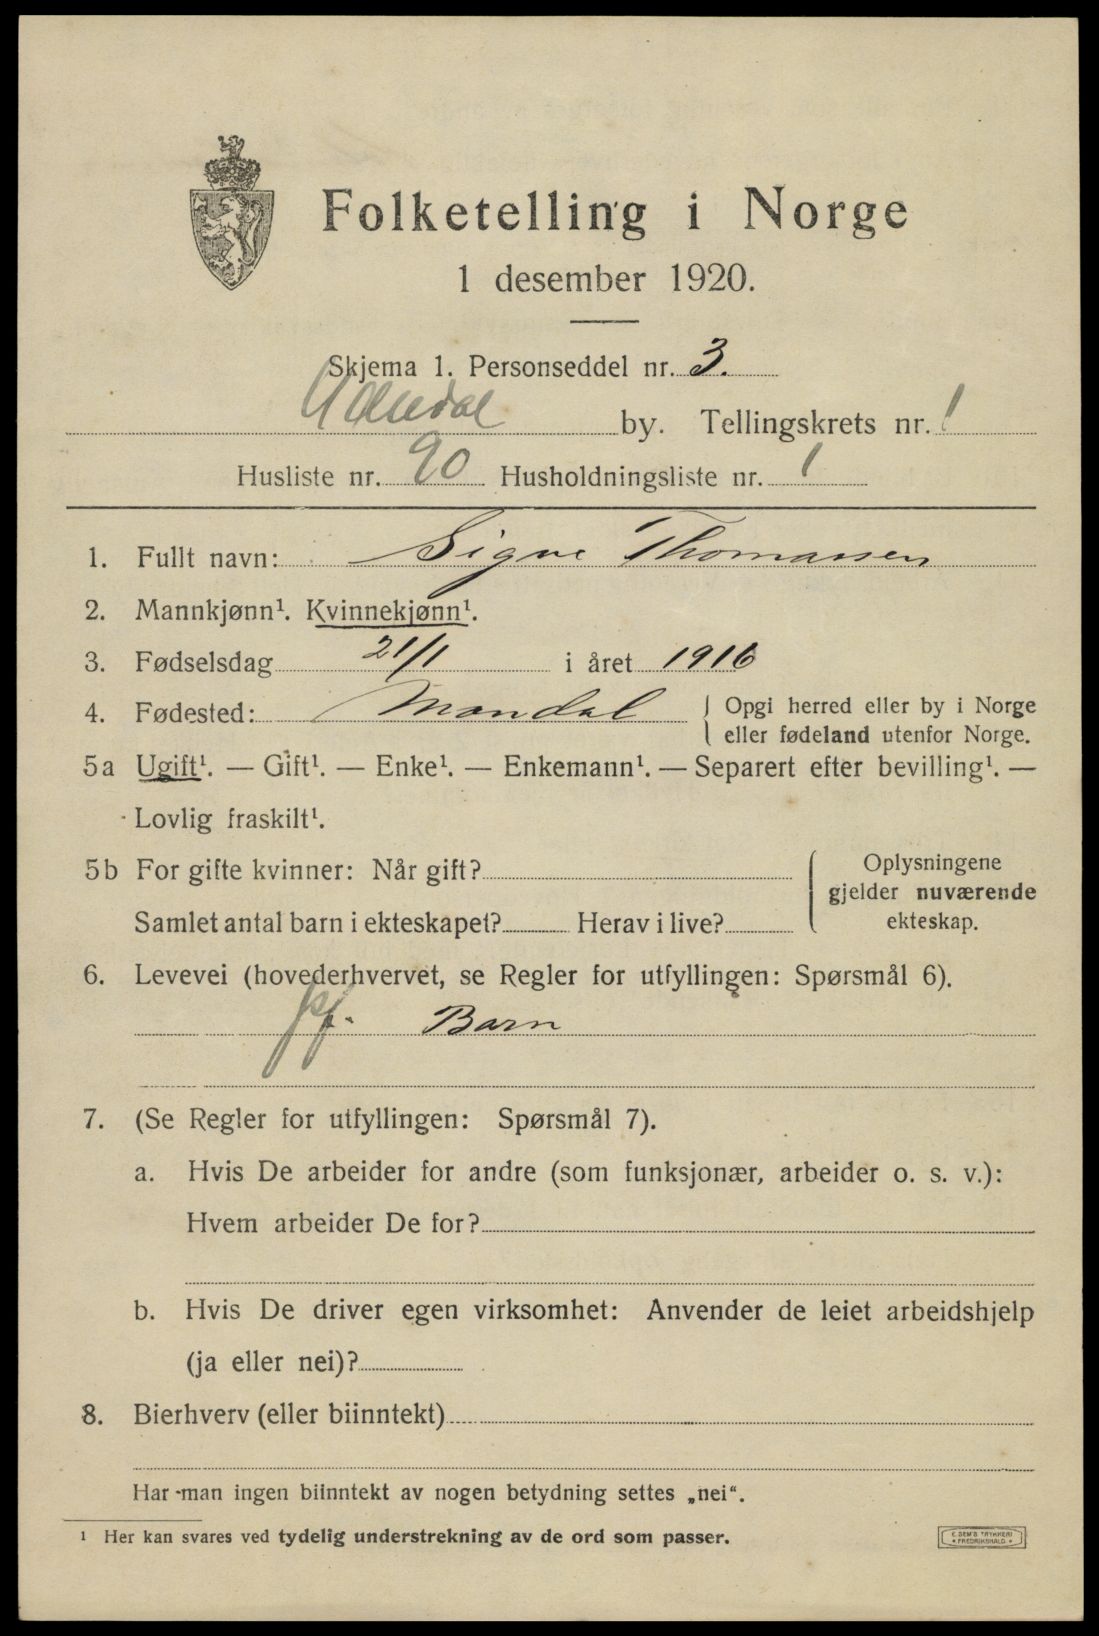 Folketelling i Norge
1 desember 1920.
Skjema 1. Personseddel nr. 3.
by. Tellingskrets nr. 1
Husliste nr. 90 Husholdningsliste nr. 1
1. Fullt navn: Signe Thomassen
2. Mannkjønn¹. Kvinnekjønn¹.
3. Fødselsdag 21/1 i året 1916
4. Fødested: Mandal Opgi herred eller by i Norge
eller fødeland utenfor Norge.
5a Ugift¹. — Gift¹. — Enke¹. — Enkemann¹. — Separert efter bevilling¹. —
Lovlig fraskilt¹.
5b For gifte kvinner: Når gift?
Samlet antal barn i ekteskapet? Herav i live?
Oplysningene
gjelder nuværende
ekteskap.
6. Levevei (hovederhvervet, se Regler for utfyllingen: Spørsmål 6).
pf. Barn
7. (Se Regler for utfyllingen: Spørsmål 7).
a. Hvis De arbeider for andre (som funksjonær, arbeider o. s. v.):
Hvem arbeider De for?
b. Hvis De driver egen virksomhet: Anvender de leiet arbeidshjelp
(ja eller nei)?
8. Bierhverv (eller biinntekt)
Har man ingen biinntekt av nogen betydning settes „nei“.
¹ Her kan svares ved tydelig understrekning av de ord som passer.
E. SEM'S TRYKKERI
FREDRIKSHALD